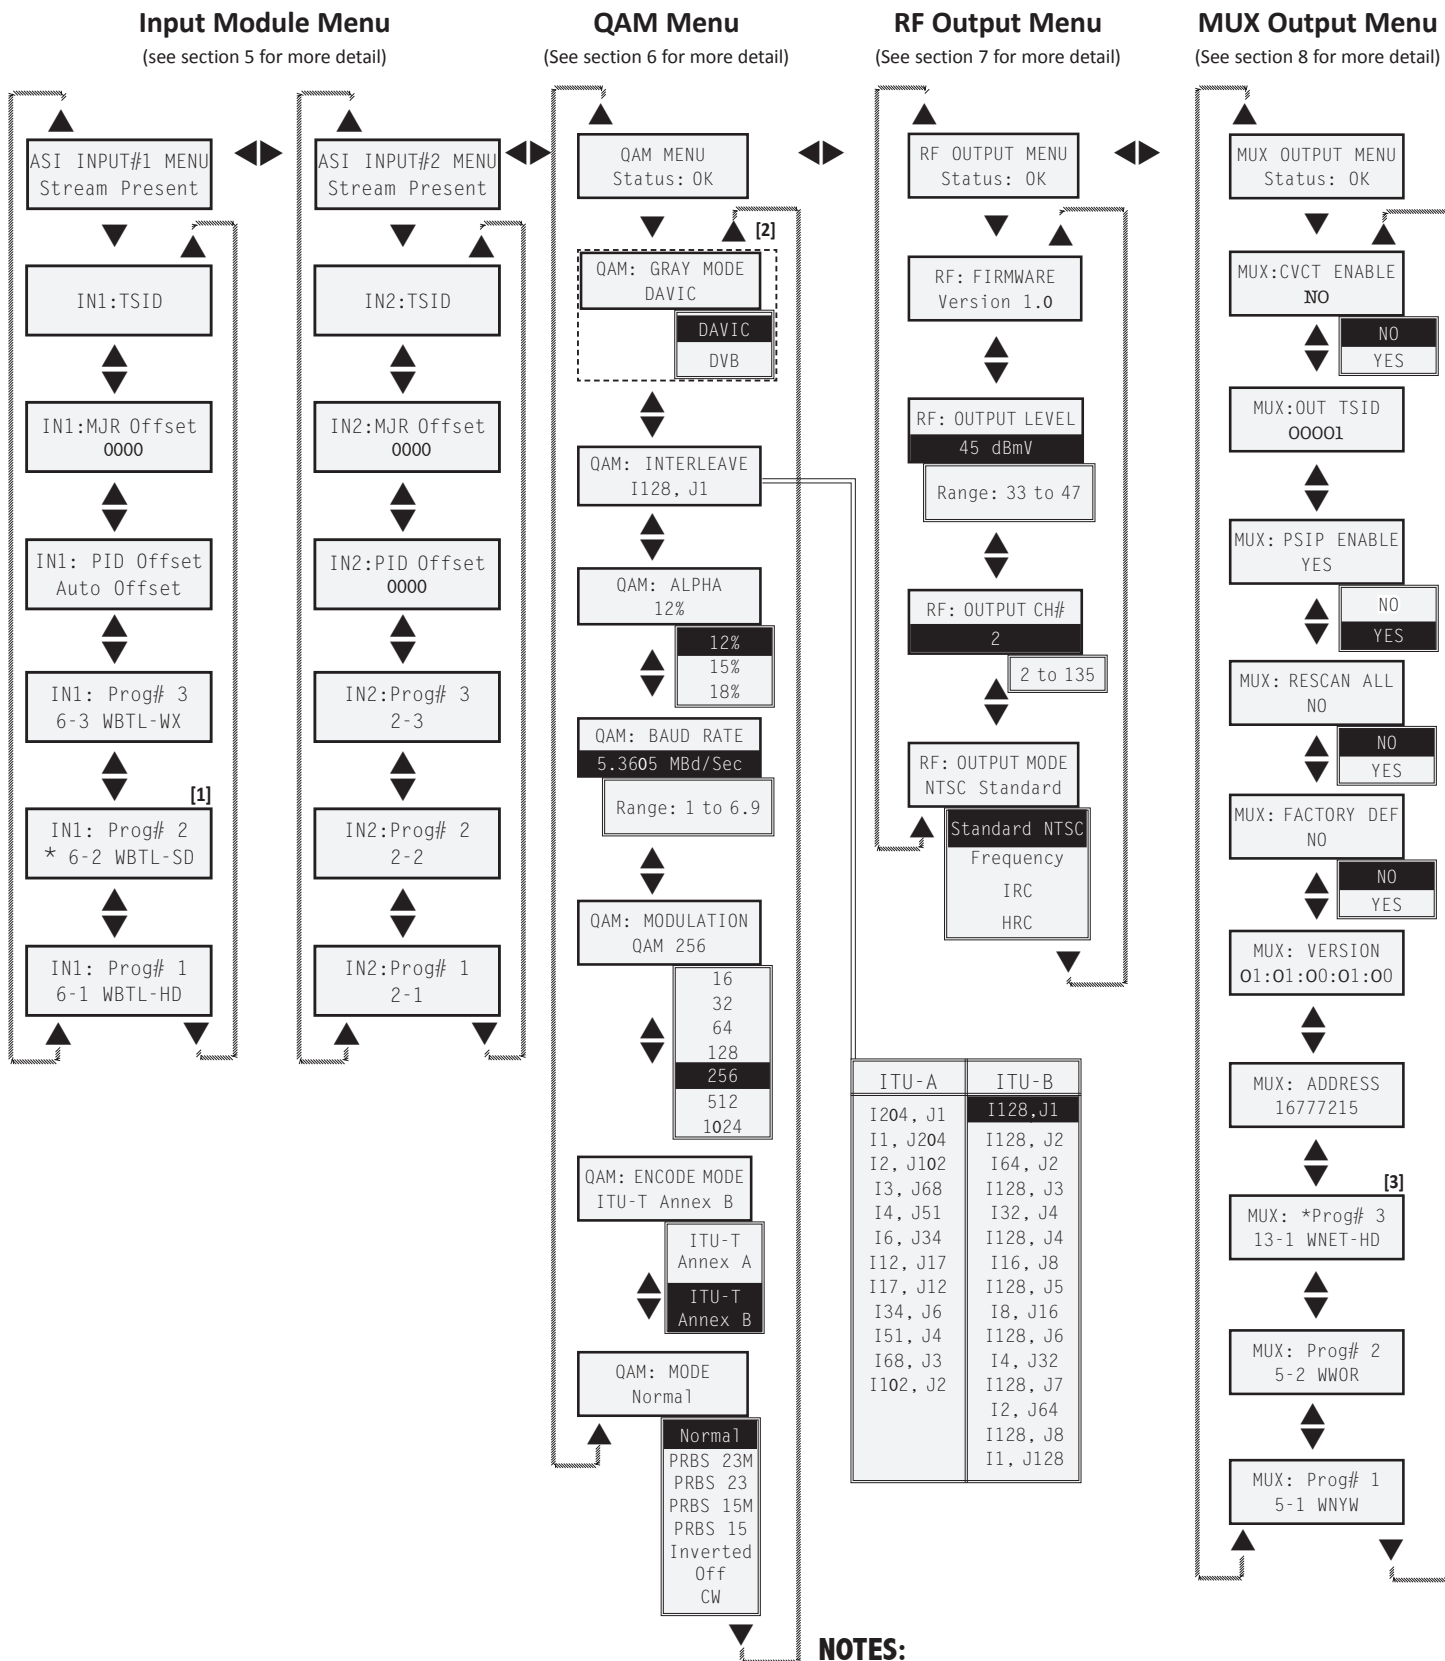 Input Module Menu
(see section 5 for more detail)
ASI INPUT#1 MENU
Stream Present
IN1:TSID
IN1:MJR Offset
0000
IN1: PID Offset
Auto Offset
IN1: Prog# 3
6-3 WBTL-WX
[1]
IN1: Prog# 2
* 6-2 WBTL-SD
IN1: Prog# 1
6-1 WBTL-HD
ASI INPUT#2 MENU
Stream Present
IN2:TSID
IN2:MJR Offset
0000
IN2:PID Offset
0000
IN2:Prog# 3
2-3
IN2:Prog# 2
2-2
IN2:Prog# 1
2-1
QAM Menu
(See section 6 for more detail)
QAM MENU
Status: OK
[2]
QAM: GRAY MODE
DAVIC
DAVIC
DVB
QAM: INTERLEAVE
I128, J1
QAM: ALPHA
12%
12%
15%
18%
QAM: BAUD RATE
5.3605 MBd/Sec
Range: 1 to 6.9
QAM: MODULATION
QAM 256
16
32
64
128
256
512
1024
QAM: ENCODE MODE
ITU-T Annex B
ITU-T
Annex A
ITU-T
Annex B
QAM: MODE
Normal
Normal
PRBS 23M
PRBS 23
PRBS 15M
PRBS 15
Inverted
Off
CW
RF Output Menu
(See section 7 for more detail)
RF OUTPUT MENU
Status: OK
RF: FIRMWARE
Version 1.0
RF: OUTPUT LEVEL
45 dBmV
Range: 33 to 47
RF: OUTPUT CH#
2
2 to 135
RF: OUTPUT MODE
NTSC Standard
Standard NTSC
Frequency
IRC
HRC
ITU-A
I204, J1
I1, J204
I2, J102
I3, J68
I4, J51
I6, J34
I12, J17
I17, J12
I34, J6
I51, J4
I68, J3
I102, J2
ITU-B
I128,J1
I128, J2
I64, J2
I128, J3
I32, J4
I128, J4
I16, J8
I128, J5
I8, J16
I128, J6
I4, J32
I128, J7
I2, J64
I128, J8
I1, J128
MUX Output Menu
(See section 8 for more detail)
MUX OUTPUT MENU
Status: OK
MUX:CVCT ENABLE
NO
NO
YES
MUX:OUT TSID
00001
MUX: PSIP ENABLE
YES
NO
YES
MUX: RESCAN ALL
NO
NO
YES
MUX: FACTORY DEF
NO
NO
YES
MUX: VERSION
01:01:00:01:00
MUX: ADDRESS
16777215
[3]
MUX: *Prog# 3
13-1 WNET-HD
MUX: Prog# 2
5-2 WWOR
MUX: Prog# 1
5-1 WNYW
NOTES: